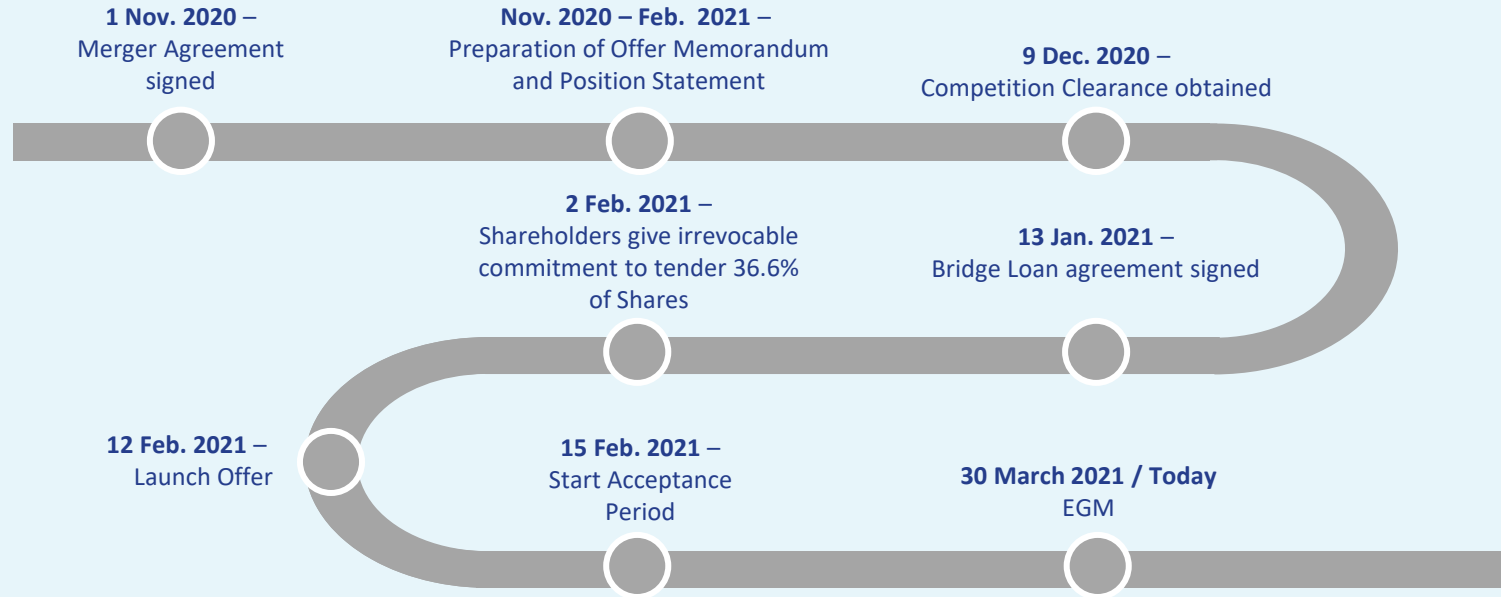 1 Nov. 2020 –
Merger Agreement
signed
Nov. 2020 – Feb. 2021 –
Preparation of Offer Memorandum
and Position Statement
9 Dec. 2020 –
Competition Clearance obtained
13 Jan. 2021 –
Bridge Loan agreement signed
2 Feb. 2021 –
Shareholders give irrevocable
commitment to tender 36.6%
of Shares
12 Feb. 2021 –
Launch Offer
15 Feb. 2021 –
Start Acceptance
Period
30 March 2021 / Today
EGM